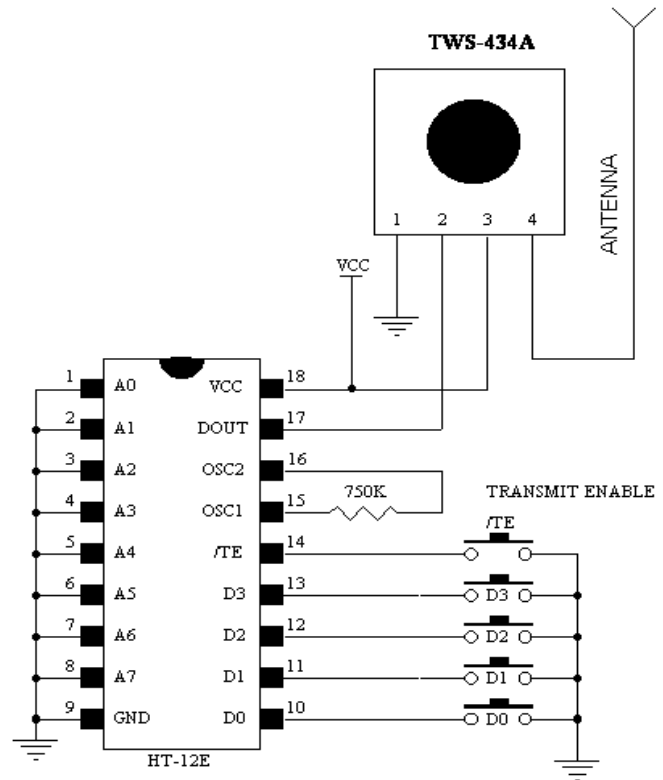 TWS-434A
1 2 3 4
ANTENNA
VCC
1 A0 VCC 18
2 A1 DOUT 17
3 A2 OSC2 16
4 A3 OSC1 15 750K
TRANSMIT ENABLE
5 A4 /TE 14 /TE
6 A5 D3 13 D3
7 A6 D2 12 D2
8 A7 D1 11 D1
9 GND D0 10 D0
HT-12E